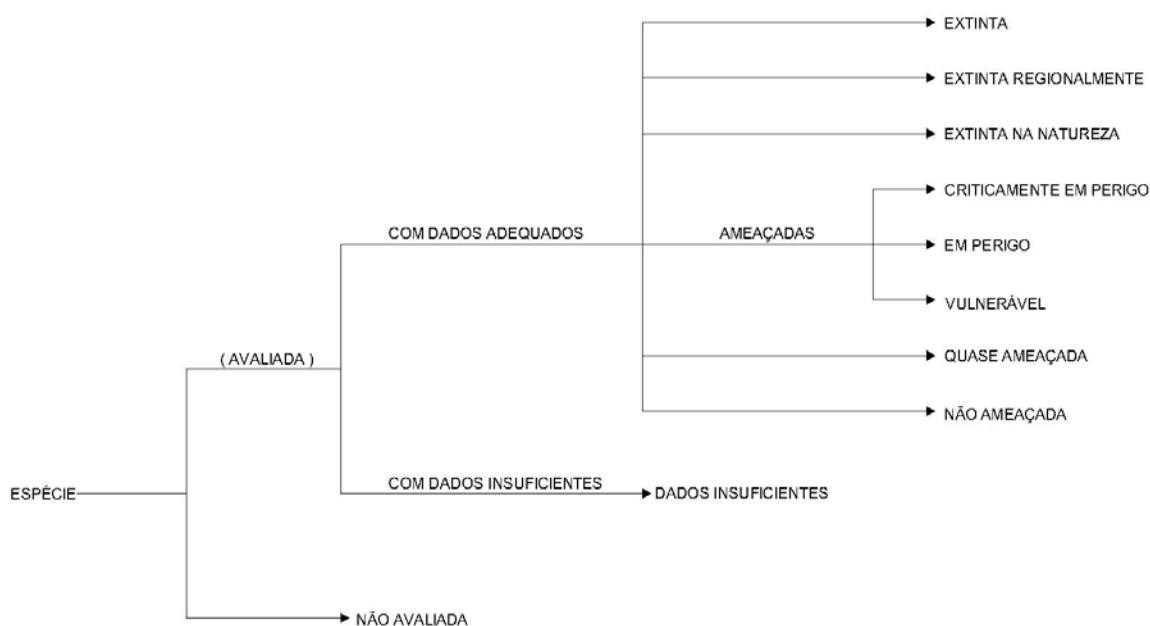 EXTINTA
EXTINTA REGIONALMENTE
EXTINTA NA NATUREZA
CRITICAMENTE EM PERIGO
COM DADOS ADEQUADOS
AMEAÇADAS
EM PERIGO
VULNERÁVEL
( AVALIADA )
QUASE AMEAÇADA
NÃO AMEAÇADA
COM DADOS INSUFICIENTES
ESPÉCIE
DADOS INSUFICIENTES
NÃO AVALIADA